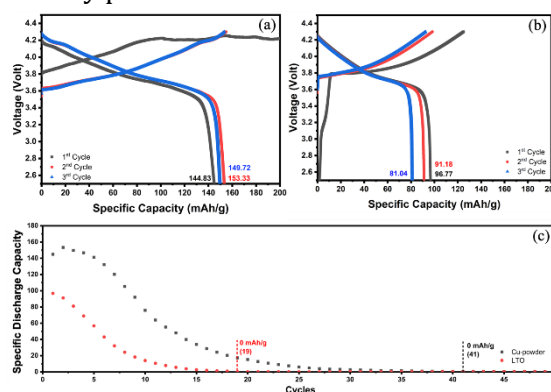 (a)
4.4
4.2
4.0
3.8
3.6
3.4
3.2
3.0
2.8
2.6
Voltage (Volt)
1st Cycle
2nd Cycle
3rd Cycle
149.72
144.83
153.33
0 20 40 60 80 100 120 140 160 180 200
Specific Capacity (mAh/g)
(b)
4.4
4.2
4.0
3.8
3.6
3.4
3.2
3.0
2.8
2.6
Voltage (Volt)
1st Cycle
2nd Cycle
3rd Cycle
91.18
81.04
96.77
0 20 40 60 80 100 120 140 160 180 200
Specific Capacity (mAh/g)
(c)
180
160
140
120
100
80
60
40
20
0
Specific Discharge Capacity
0 mAh/g
(19)
0 mAh/g
(41)
Cu-powder
LTO
0 5 10 15 20 25 30 35 40 45
Cycles